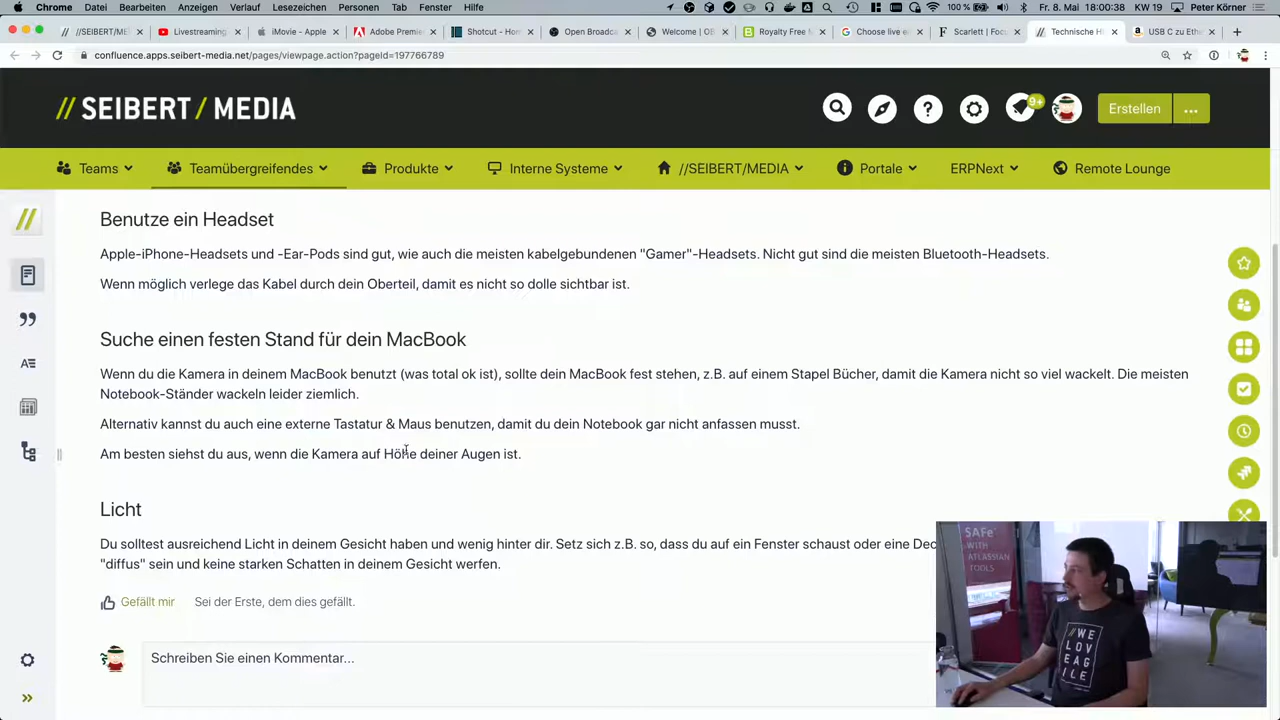 Chrome Datei Bearbeiten Anzeigen Verlauf Lesezeichen Personen Tab Fenster Hilfe 100 % Fr. 8. Mai 18:00:38 KW 19 Peter Körner
//SEIBERT/ME Livestreaming iMovie - Apple Adobe Premier Shotcut - Hom Open Broadca Welcome | OB Royalty Free M Choose live e Scarlett | Foc Technische H USB C zu Eth
confluence.apps.seibert-media.net/pages/viewpage.action?pageId=197766789
// SEIBERT / MEDIA 9+ Erstellen ...
Teams Teamübergreifendes Produkte Interne Systeme //SEIBERT/MEDIA Portale ERPNext Remote Lounge
Benutze ein Headset
Apple-iPhone-Headsets und -Ear-Pods sind gut, wie auch die meisten kabelgebundenen "Gamer"-Headsets. Nicht gut sind die meisten Bluetooth-Headsets.
Wenn möglich verlege das Kabel durch dein Oberteil, damit es nicht so dolle sichtbar ist.
Suche einen festen Stand für dein MacBook
Wenn du die Kamera in deinem MacBook benutzt (was total ok ist), sollte dein MacBook fest stehen, z.B. auf einem Stapel Bücher, damit die Kamera nicht so viel wackelt. Die meisten
Notebook-Ständer wackeln leider ziemlich.
Alternativ kannst du auch eine externe Tastatur & Maus benutzen, damit du dein Notebook gar nicht anfassen musst.
Am besten siehst du aus, wenn die Kamera auf Höhe deiner Augen ist.
Licht
Du solltest ausreichend Licht in deinem Gesicht haben und wenig hinter dir. Setz sich z.B. so, dass du auf ein Fenster schaust oder eine Dec
"diffus" sein und keine starken Schatten in deinem Gesicht werfen.
Gefällt mir Sei der Erste, dem dies gefällt.
Schreiben Sie einen Kommentar...
SAFe
WITH
ATLASSIAN
TOOLS
//WE
LOV
EAG
ILE